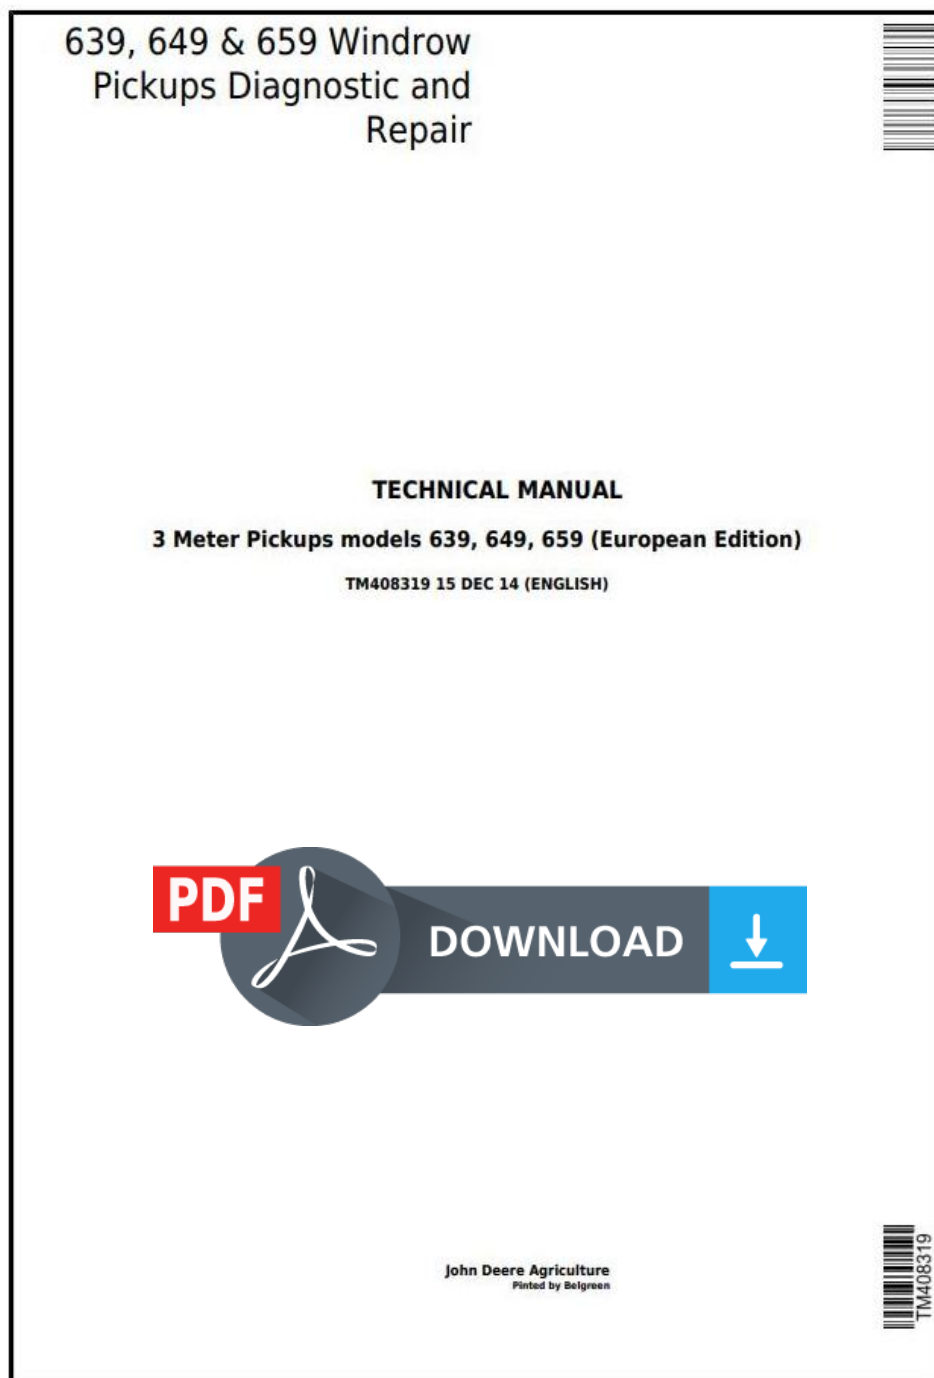 639, 649 & 659 Windrow
Pickups Diagnostic and
Repair
TECHNICAL MANUAL
3 Meter Pickups models 639, 649, 659 (European Edition)
TM408319 15 DEC 14 (ENGLISH)
PDF
DOWNLOAD
John Deere Agriculture
Pinted by Belgreen
TM408319